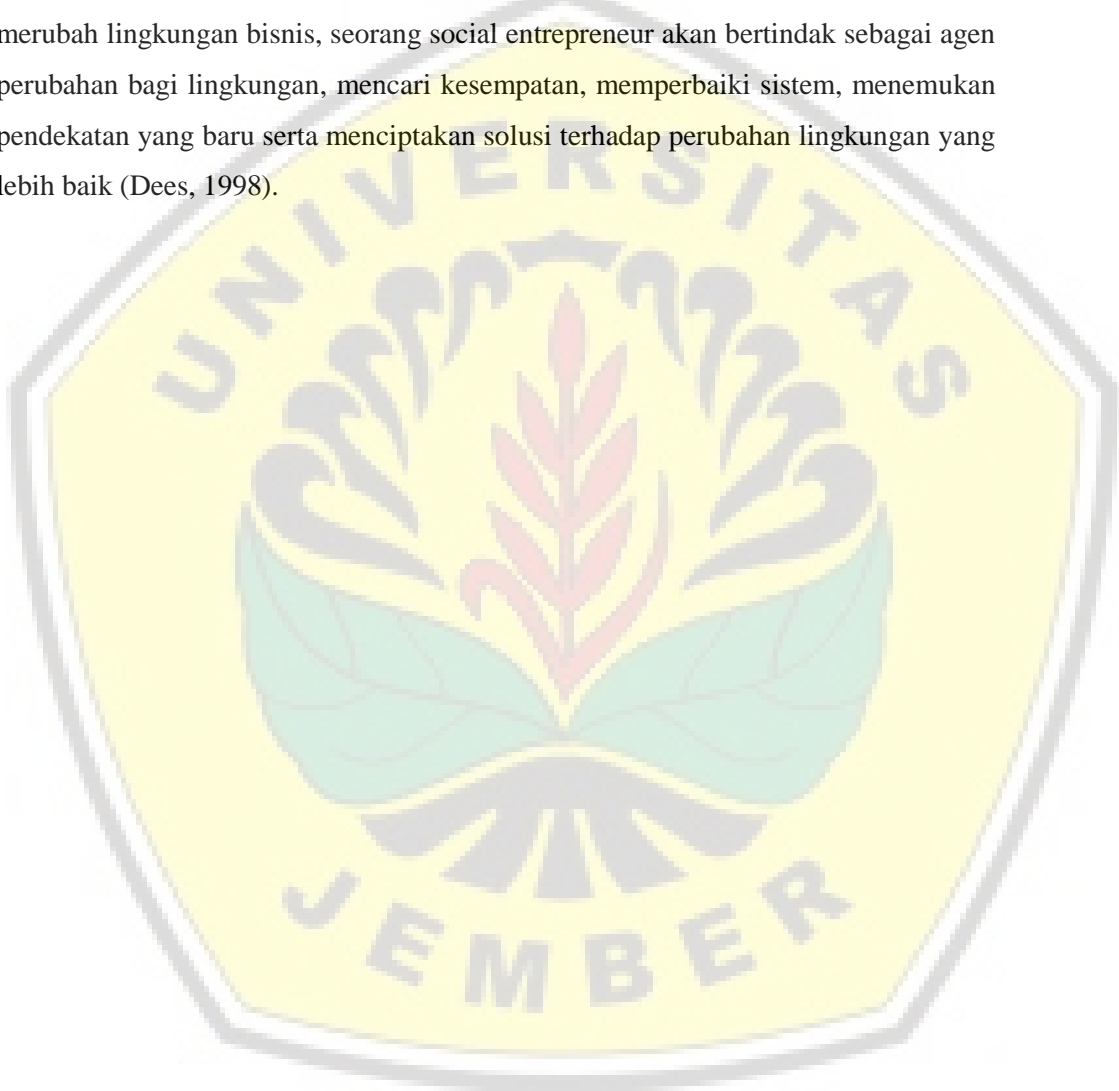 merubah lingkungan bisnis, seorang social entrepreneur akan bertindak sebagai agen
perubahan bagi lingkungan, mencari kesempatan, memperbaiki sistem, menemukan
pendekatan yang baru serta menciptakan solusi terhadap perubahan lingkungan yang
lebih baik (Dees, 1998).
UNIVERSITAS
JEMBER